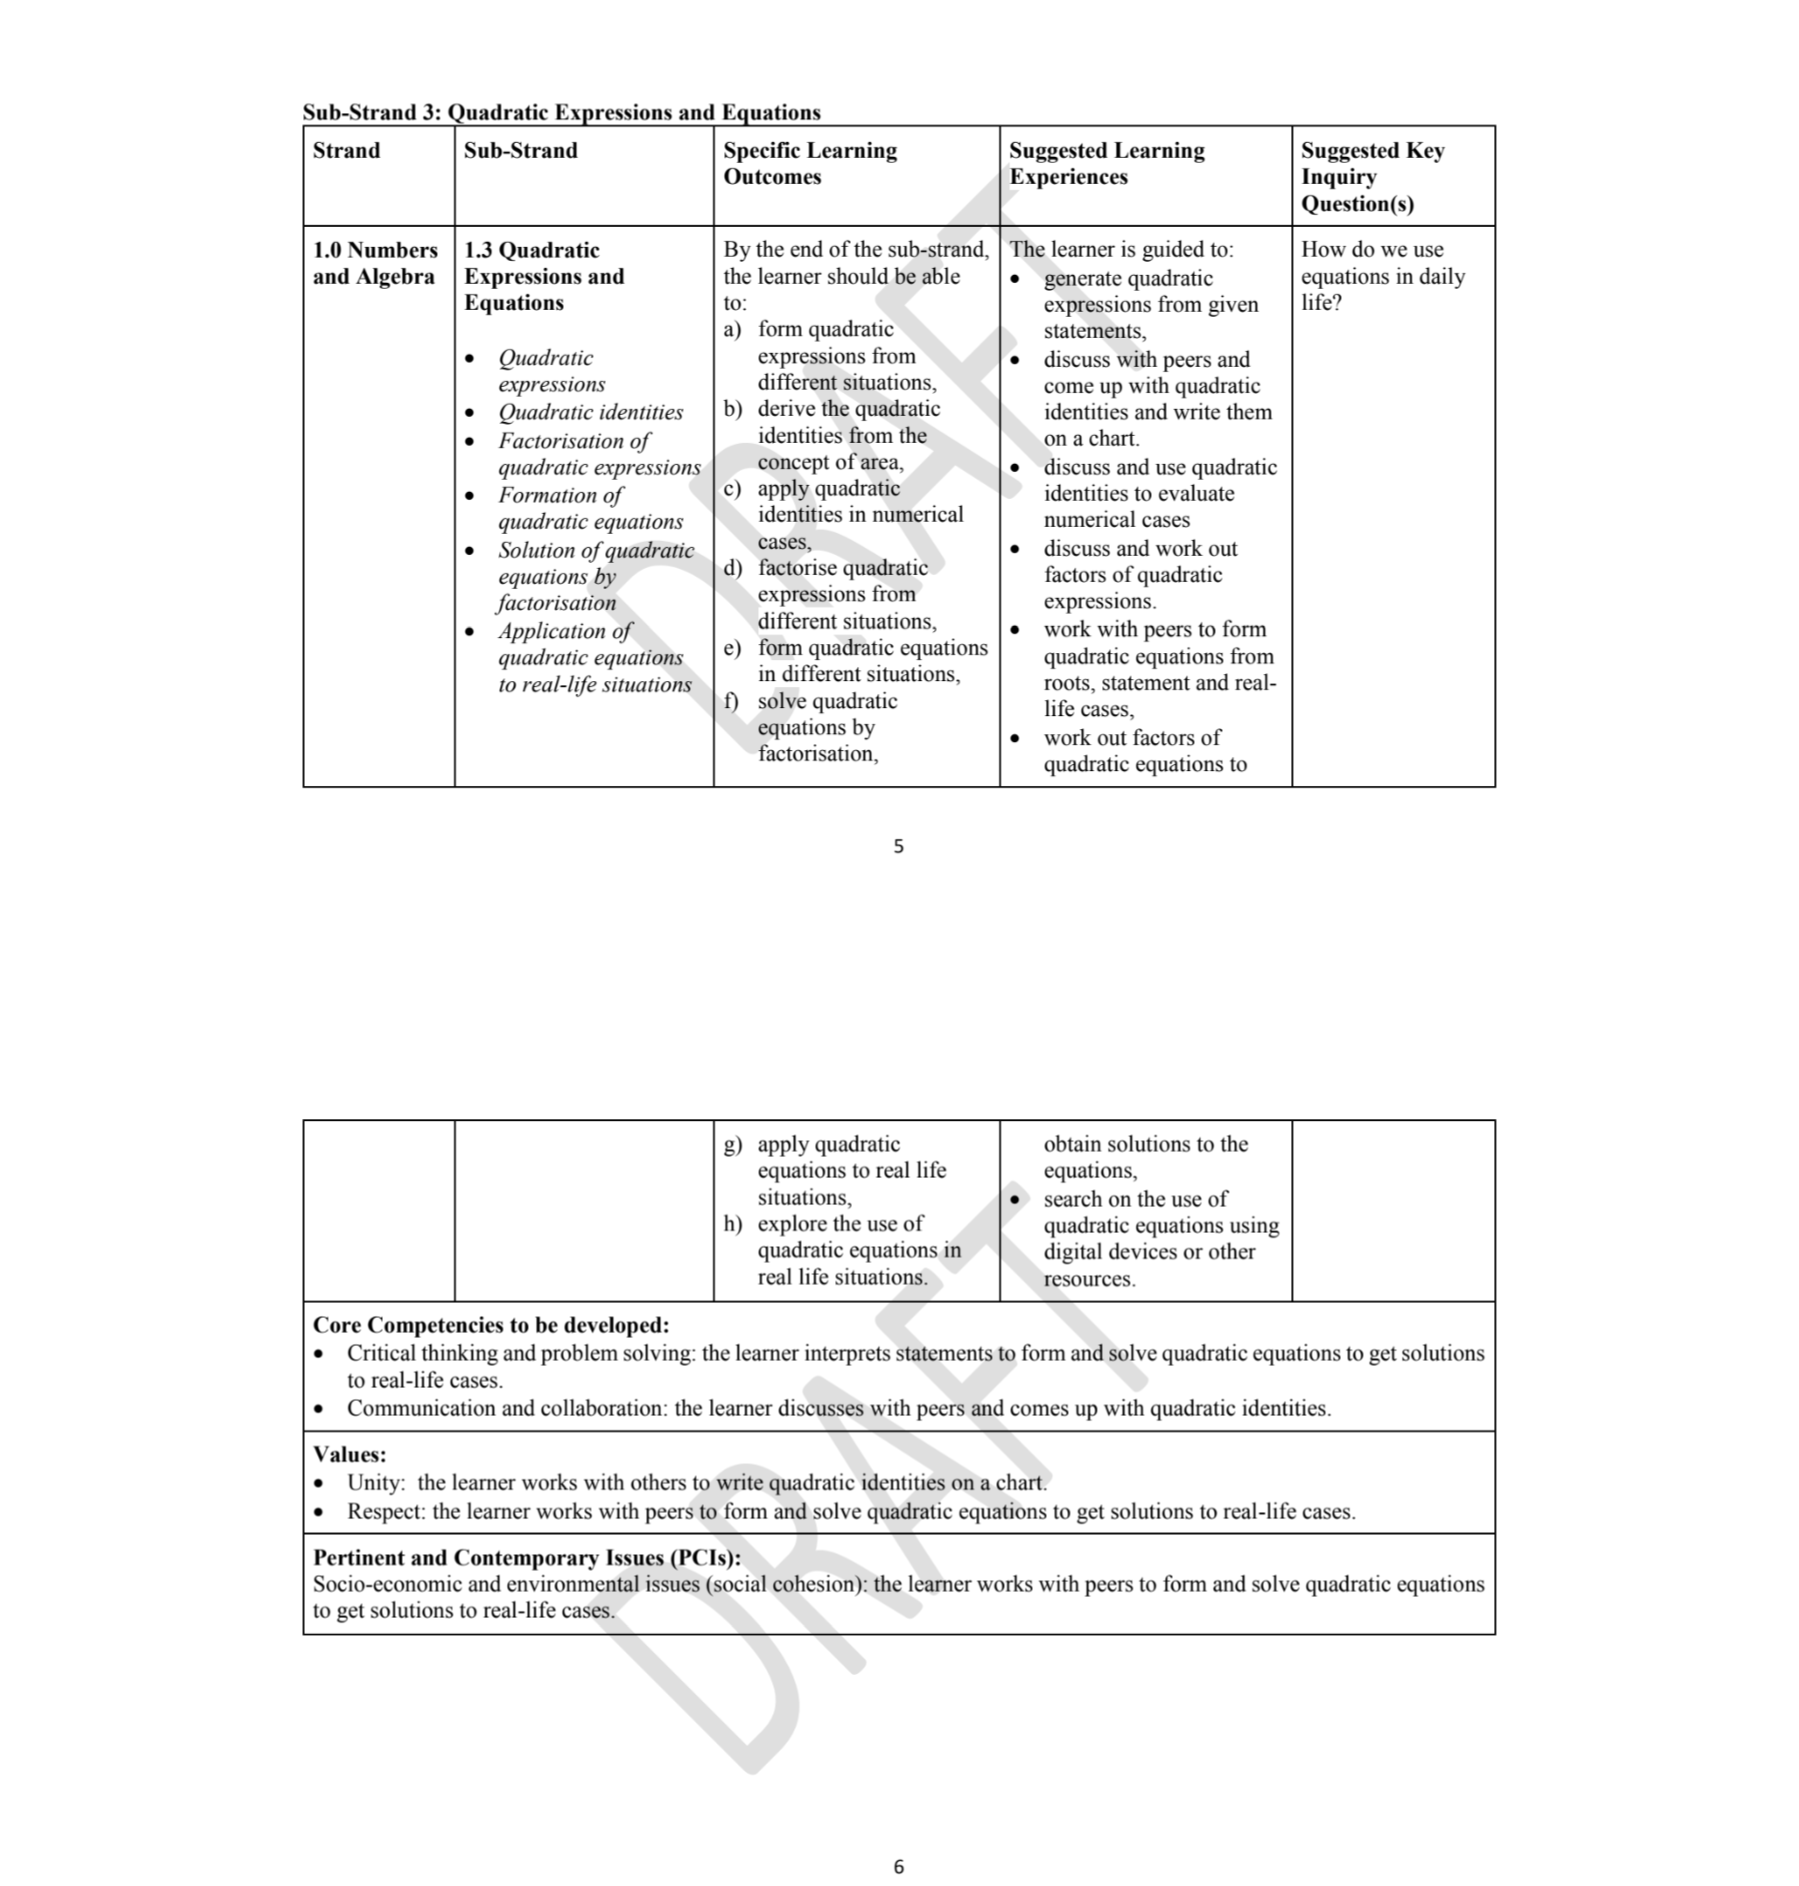 Sub-Strand 3: Quadratic Expressions and Equations
Strand
Sub-Strand
Specific Learning
Outcomes
Suggested Learning
Experiences
Suggested Key
Inquiry
Question(s)
1.0 Numbers
and Algebra
1.3 Quadratic
Expressions and
Equations
• Quadratic
expressions
• Quadratic identities
• Factorisation of
quadratic expressions
• Formation of
quadratic equations
• Solution of quadratic
equations by
factorisation
• Application of
quadratic equations
to real-life situations
By the end of the sub-strand,
the learner should be able
to:
a) form quadratic
expressions from
different situations,
b) derive the quadratic
identities from the
concept of area,
c) apply quadratic
identities in numerical
cases,
d) factorise quadratic
expressions from
different situations,
e) form quadratic equations
in different situations,
f) solve quadratic
equations by
factorisation,
The learner is guided to:
• generate quadratic
expressions from given
statements,
• discuss with peers and
come up with quadratic
identities and write them
on a chart.
• discuss and use quadratic
identities to evaluate
numerical cases
• discuss and work out
factors of quadratic
expressions.
• work with peers to form
quadratic equations from
roots, statement and real-
life cases,
• work out factors of
quadratic equations to
How do we use
equations in daily
life?
DRAFT
5
g) apply quadratic
equations to real life
situations,
h) explore the use of
quadratic equations in
real life situations.
obtain solutions to the
equations,
• search on the use of
quadratic equations using
digital devices or other
resources.
Core Competencies to be developed:
• Critical thinking and problem solving: the learner interprets statements to form and solve quadratic equations to get solutions
to real-life cases.
• Communication and collaboration: the learner discusses with peers and comes up with quadratic identities.
Values:
• Unity: the learner works with others to write quadratic identities on a chart.
• Respect: the learner works with peers to form and solve quadratic equations to get solutions to real-life cases.
Pertinent and Contemporary Issues (PCIs):
Socio-economic and environmental issues (social cohesion): the learner works with peers to form and solve quadratic equations
to get solutions to real-life cases.
DRAFT
6